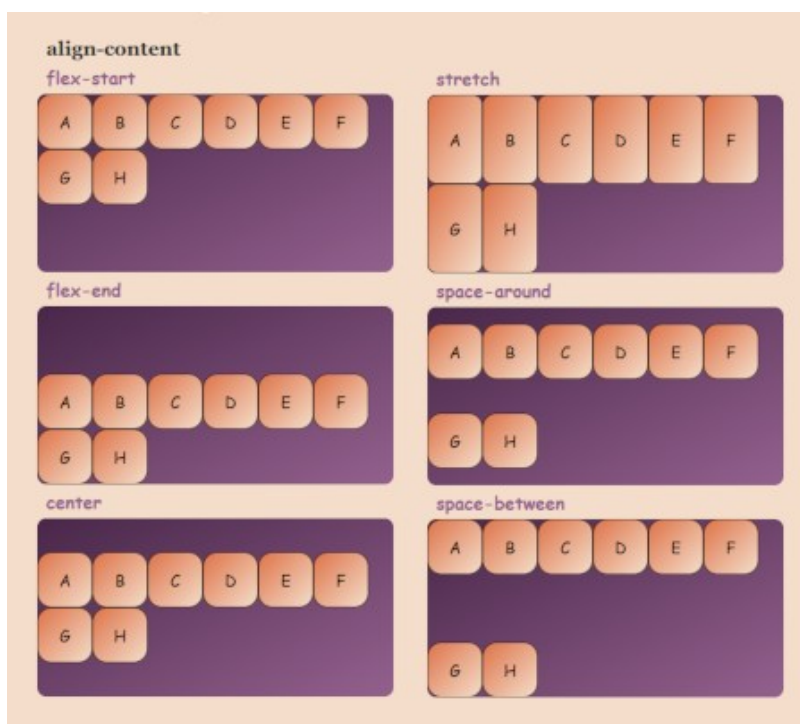 align-content
flex-start
A B C D E F
G H
stretch
A B C D E F
G H
flex-end
A B C D E F
G H
space-around
A B C D E F
G H
center
A B C D E F
G H
space-between
A B C D E F
G H